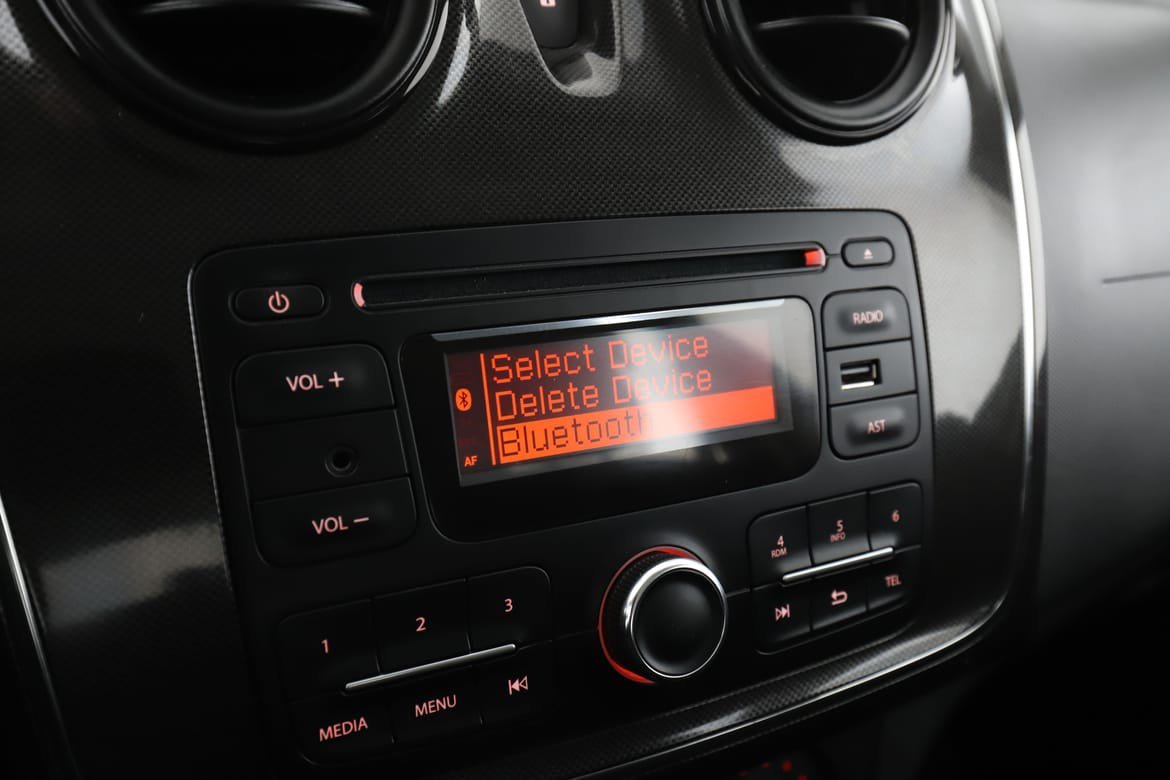 RADIO
VOL +
Select Device
Delete Device
Bluetooth
AF
AST
VOL −
4
RDM
5
INFO
6
1
2
3
TEL
MEDIA
MENU